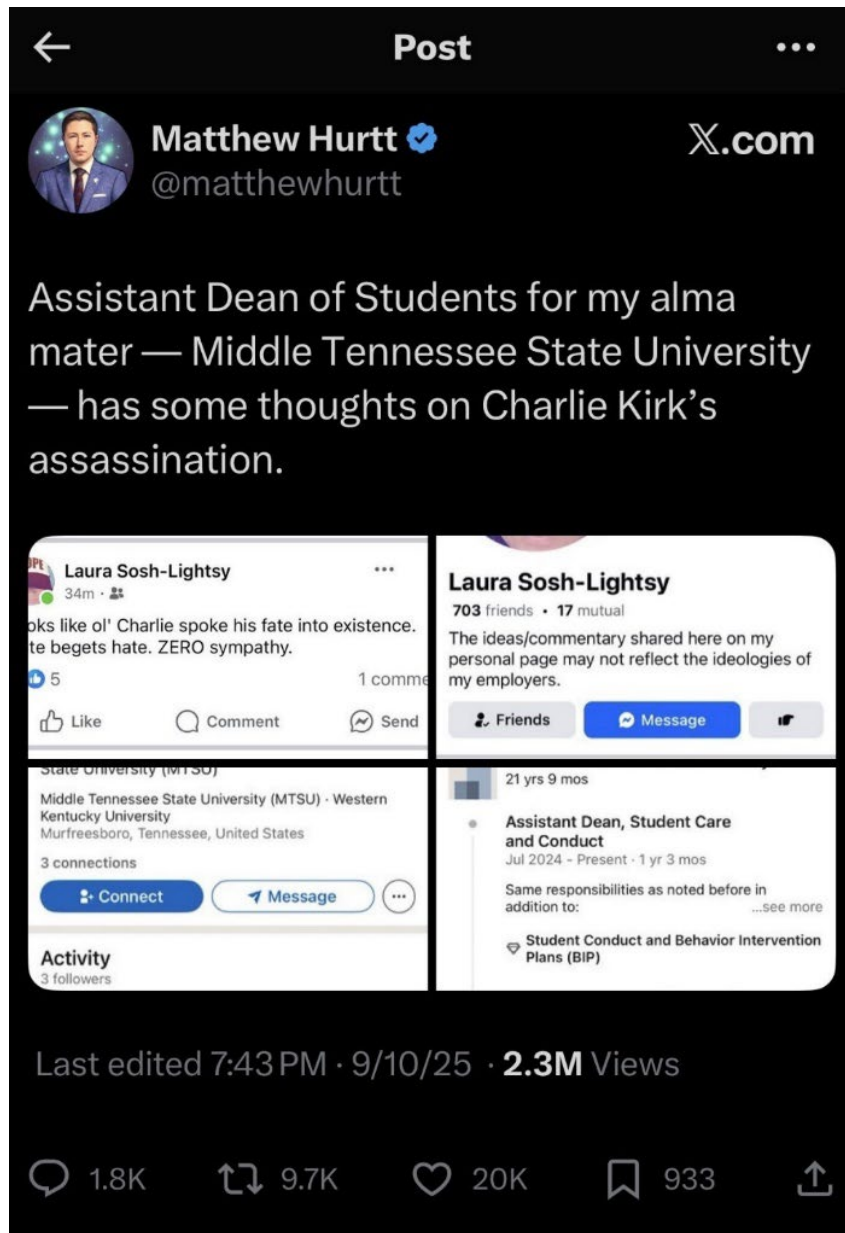 Post
Matthew Hurtt
@matthewhurtt
X.com
Assistant Dean of Students for my alma
mater — Middle Tennessee State University
— has some thoughts on Charlie Kirk's
assassination.
Laura Sosh-Lightsy
34m
oks like ol' Charlie spoke his fate into existence.
te begets hate. ZERO sympathy.
5
1 comme
Like
Comment
Send
Laura Sosh-Lightsy
703 friends • 17 mutual
The ideas/commentary shared here on my
personal page may not reflect the ideologies of
my employers.
Friends
Message
State University (MTSU)
Middle Tennessee State University (MTSU) · Western
Kentucky University
Murfreesboro, Tennessee, United States
3 connections
Connect
Message
Activity
3 followers
21 yrs 9 mos
Assistant Dean, Student Care
and Conduct
Jul 2024 - Present · 1 yr 3 mos
Same responsibilities as noted before in
addition to:
...see more
Student Conduct and Behavior Intervention
Plans (BIP)
Last edited 7:43 PM · 9/10/25 · 2.3M Views
1.8K
9.7K
20K
933